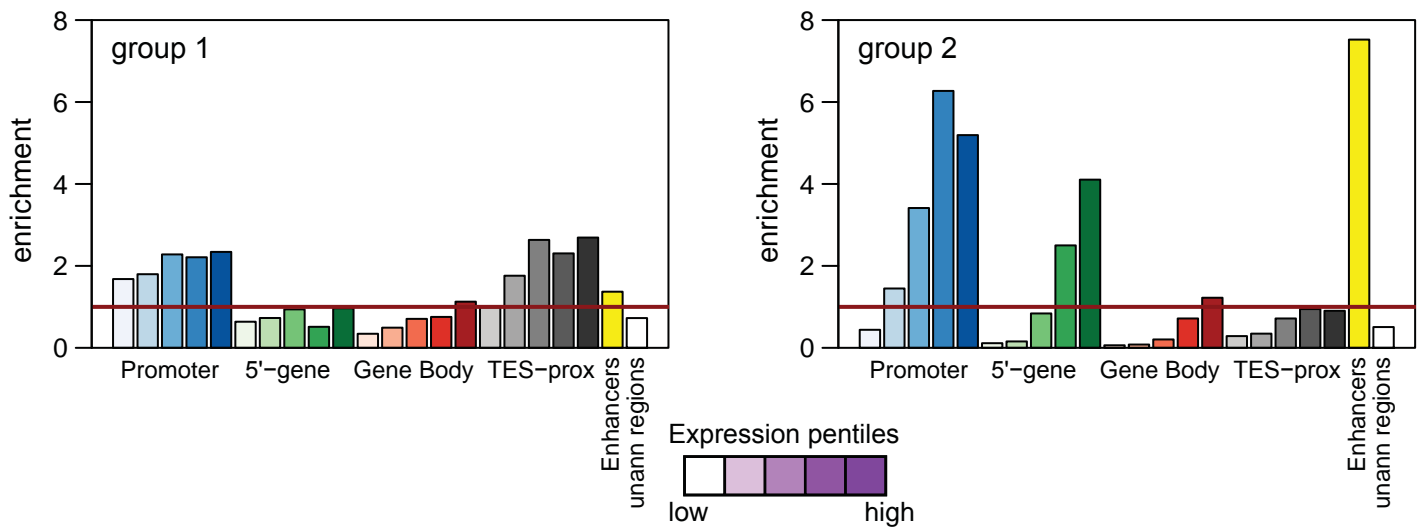 group 1
enrichment
8
6
4
2
0
Promoter 5'−gene Gene Body TES−prox
Enhancers
unann regions
group 2
enrichment
8
6
4
2
0
Promoter 5'−gene Gene Body TES−prox
Enhancers
unann regions
Expression pentiles
low high